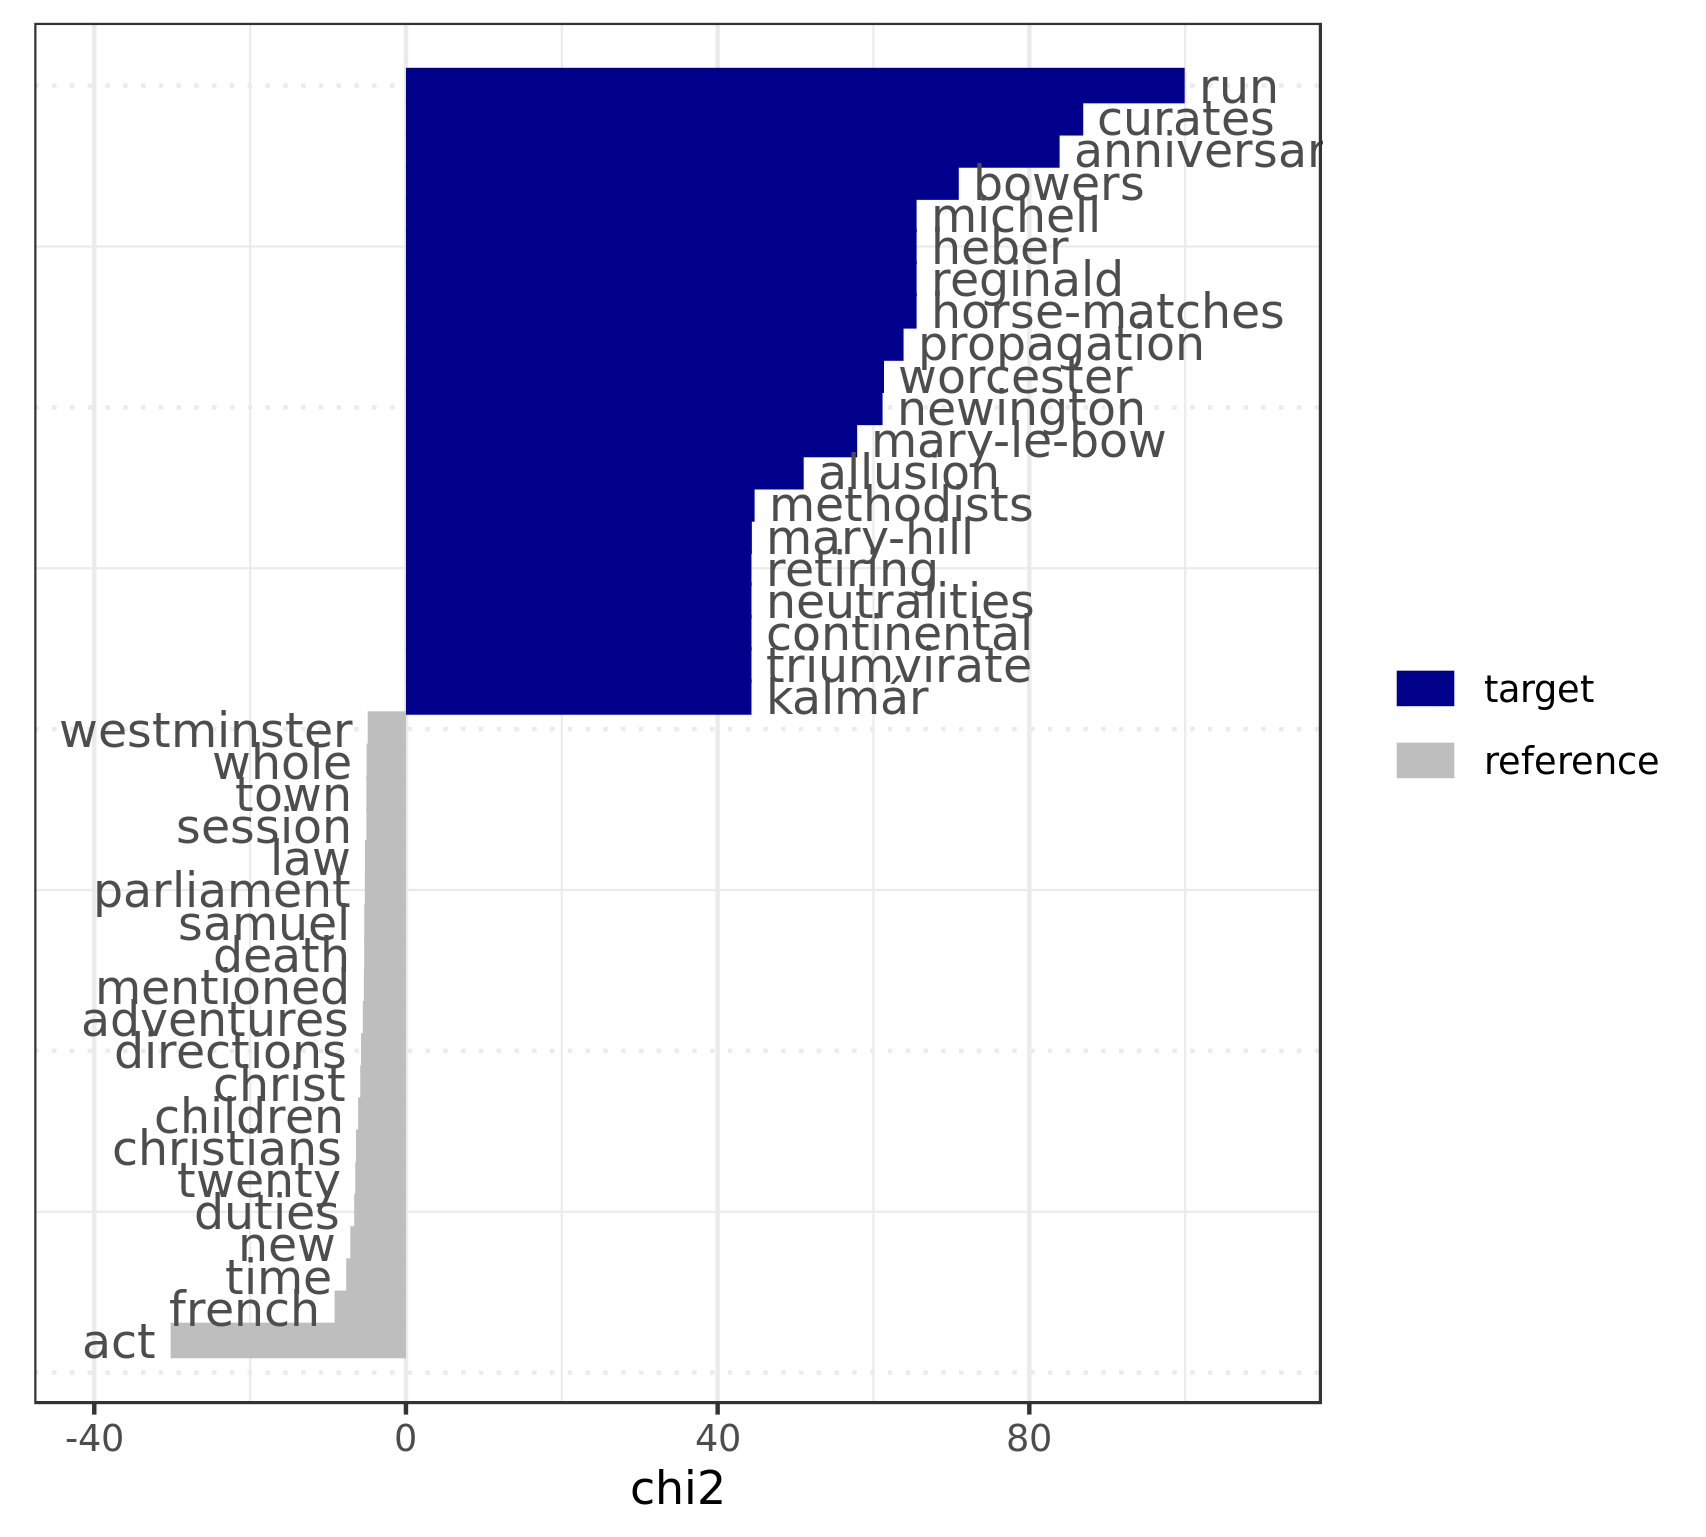 run
curates
anniversar
bowers
michell
heber
reginald
horse-matches
propagation
worcester
newington
mary-le-bow
allusion
methodists
mary-hill
retiring
neutralities
continental
triumvirate
kalmár
westminster
whole
town
session
law
parliament
samuel
death
mentioned
adventures
directions
christ
children
christians
twenty
duties
new
time
french
act
target
reference
-40 0 40 80
chi2